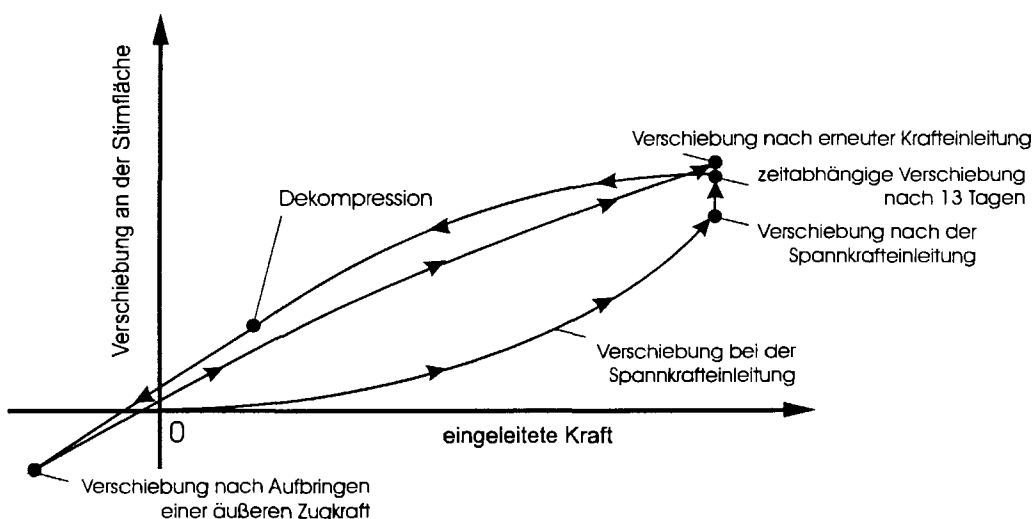 Verschiebung an der Stirnfläche
Verschiebung nach erneuter Krafteinleitung
zeitabhängige Verschiebung
nach 13 Tagen
Dekompression
Verschiebung nach der
Spannkrafteinleitung
Verschiebung bei der
Spannkrafteinleitung
0
eingeleitete Kraft
Verschiebung nach Aufbringen
einer äußeren Zugkraft